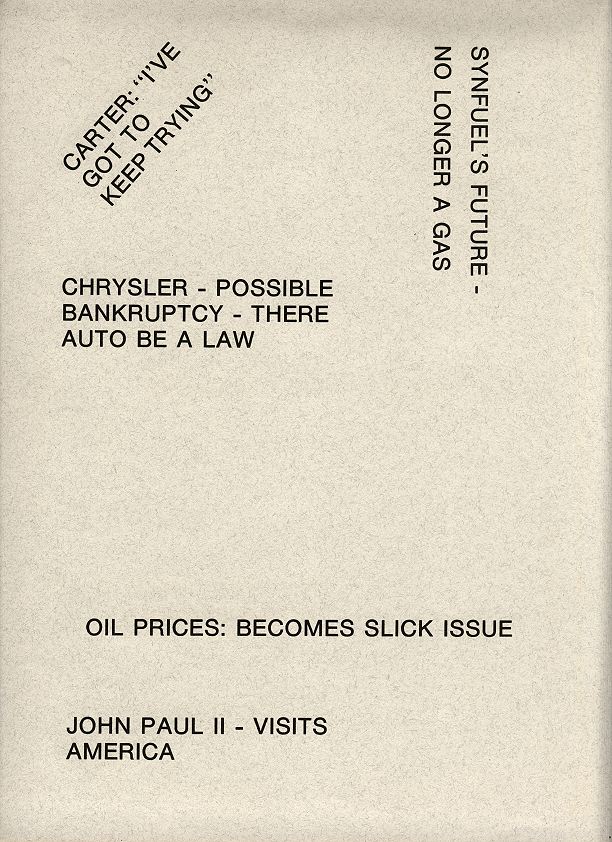 CARTER: "I'VE
GOT TO
KEEP TRYING"
SYNFUEL'S FUTURE -
NO LONGER A GAS
CHRYSLER - POSSIBLE
BANKRUPTCY - THERE
AUTO BE A LAW
OIL PRICES: BECOMES SLICK ISSUE
JOHN PAUL II - VISITS
AMERICA